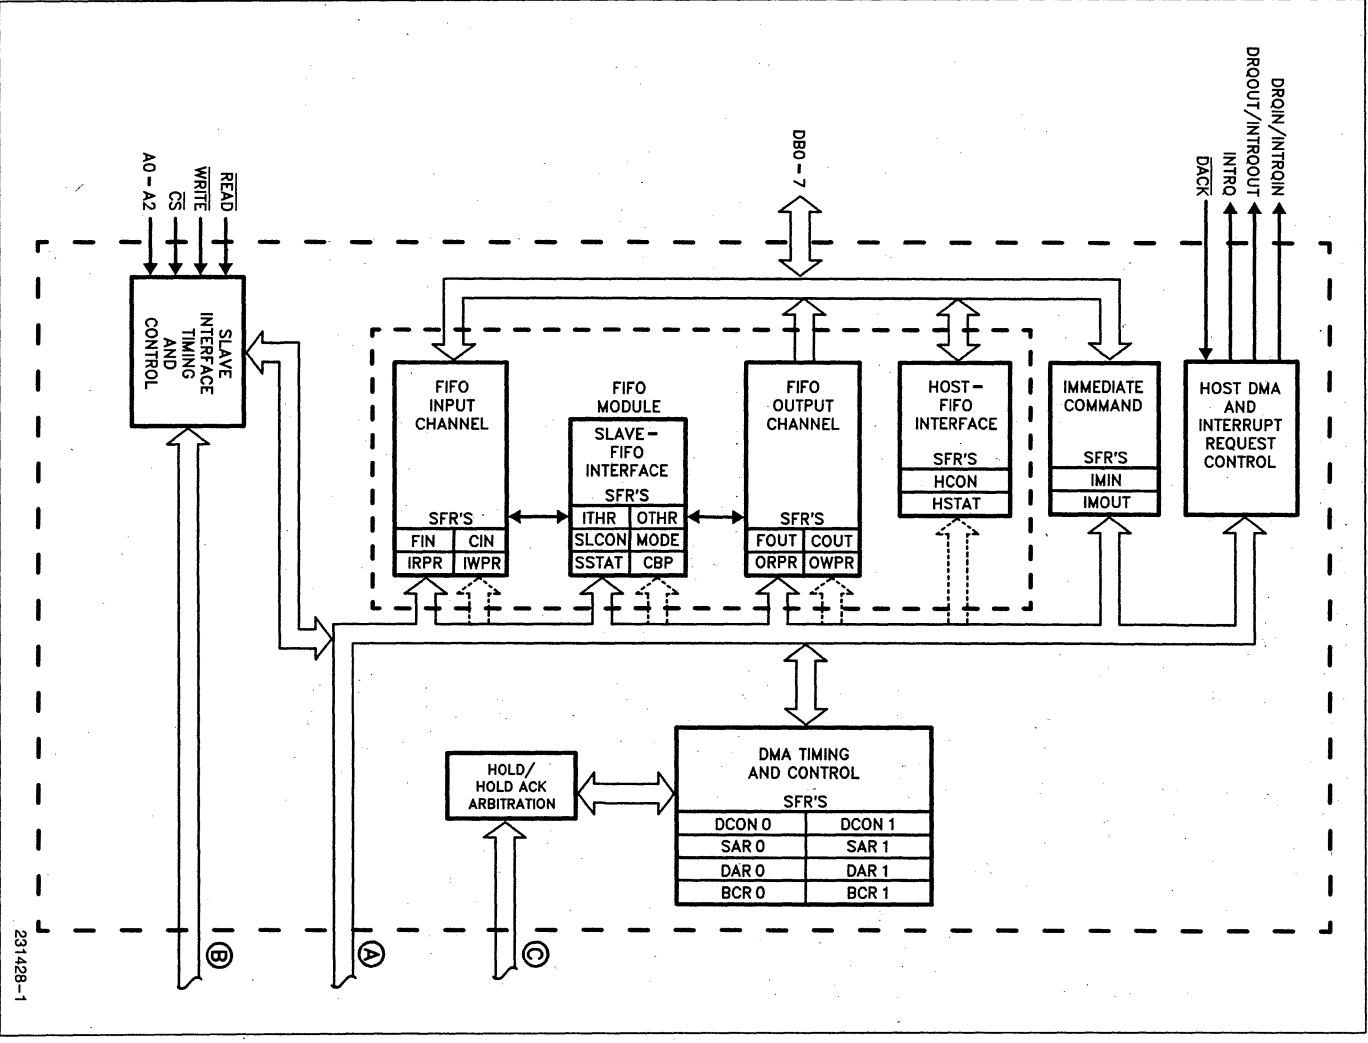 DRQIN/INTRQIN
DRQOUT/INTRQOUT
INTRQ
DACK
DB0-7
READ
WRITE
CS
A0-A2
SLAVE
INTERFACE
TIMING
AND
CONTROL
FIFO
INPUT
CHANNEL
SFR'S
FIN CIN
IRPR IWPR
FIFO
MODULE
SLAVE-
FIFO
INTERFACE
SFR'S
ITHR OTHR
SLCON MODE
SSTAT CBP
FIFO
OUTPUT
CHANNEL
SFR'S
FOUT COUT
ORPR OWPR
HOST-
FIFO
INTERFACE
SFR'S
HCON
HSTAT
IMMEDIATE
COMMAND
SFR'S
IMIN
IMOUT
HOST DMA
AND
INTERRUPT
REQUEST
CONTROL
HOLD/
HOLD ACK
ARBITRATION
DMA TIMING
AND CONTROL
SFR'S
DCON 0 DCON 1
SAR 0 SAR 1
DAR 0 DAR 1
BCR 0 BCR 1
B
A
C
231428-1